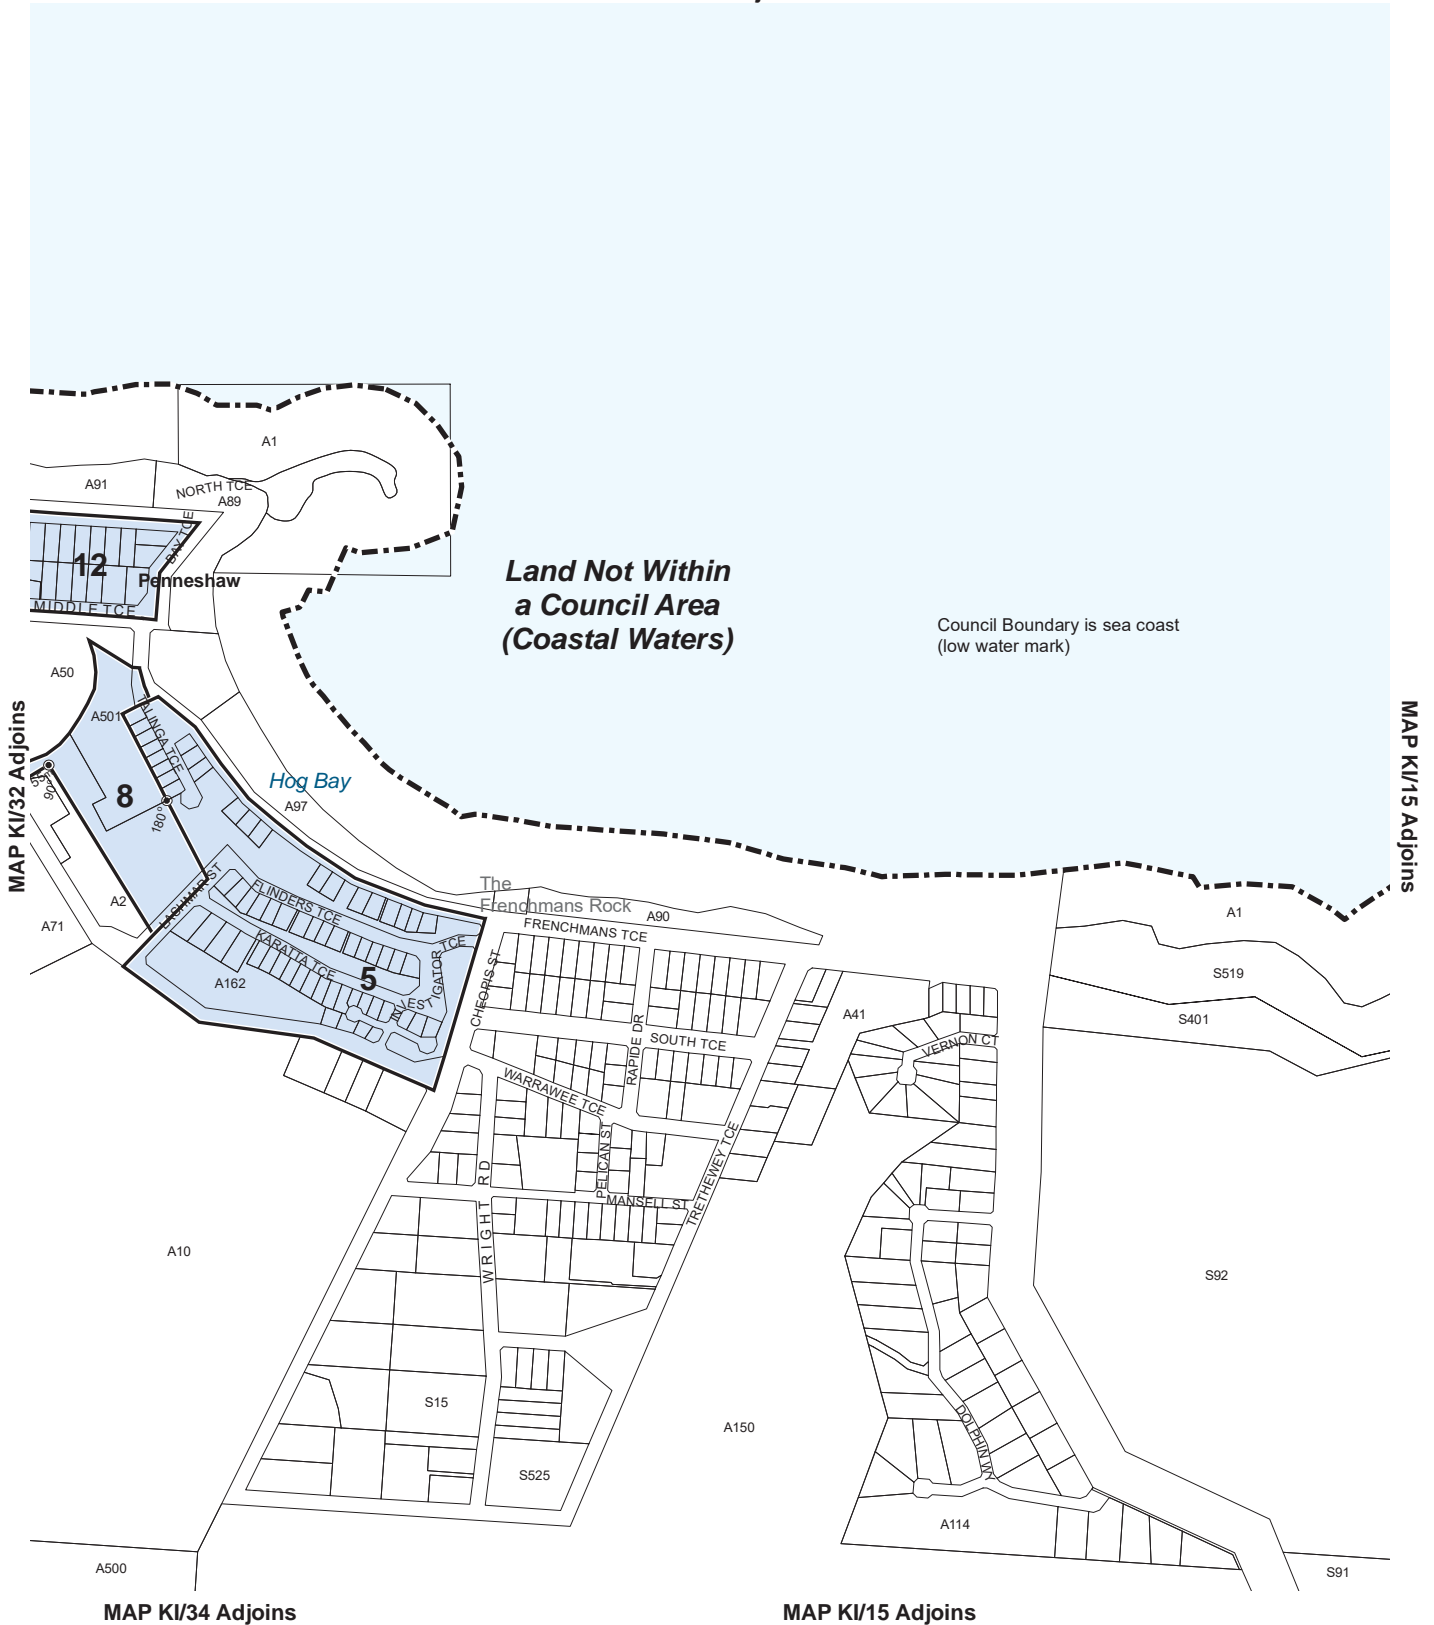 A1
A91
NORTH TCE
A89
BAY TCE
12
Penneshaw
MIDDLE TCE
Land Not Within
a Council Area
(Coastal Waters)
Council Boundary is sea coast
(low water mark)
A50
A501
TALINGA TCE
MAP KI/32 Adjoins
MAP KI/15 Adjoins
Hog Bay
A97
8
90°
180°
LASHMAR ST
A2
A71
FLINDERS TCE
KARATTA TCE
A162
5
INVESTIGATOR TCE
The
Frenchmans Rock
A90
FRENCHMANS TCE
CHEOPIS ST
RAPIDE DR
SOUTH TCE
WARRAWEE TCE
PELICAN ST
MANSELL ST
TRETHEWEY TCE
WRIGHT RD
A41
VERNON CT
A1
S519
S401
A10
S92
S15
A150
DOLPHIN WY
S525
A114
A500
S91
MAP KI/34 Adjoins
MAP KI/15 Adjoins